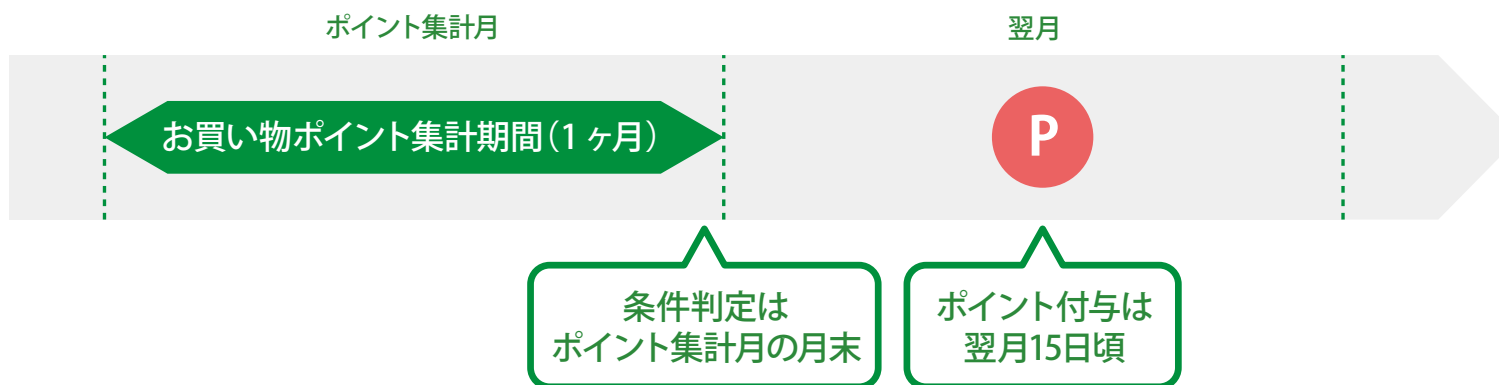 ポイント集計月
翌月
お買い物ポイント集計期間（1ヶ月）
P
条件判定は
ポイント集計月の月末
ポイント付与は
翌月15日頃